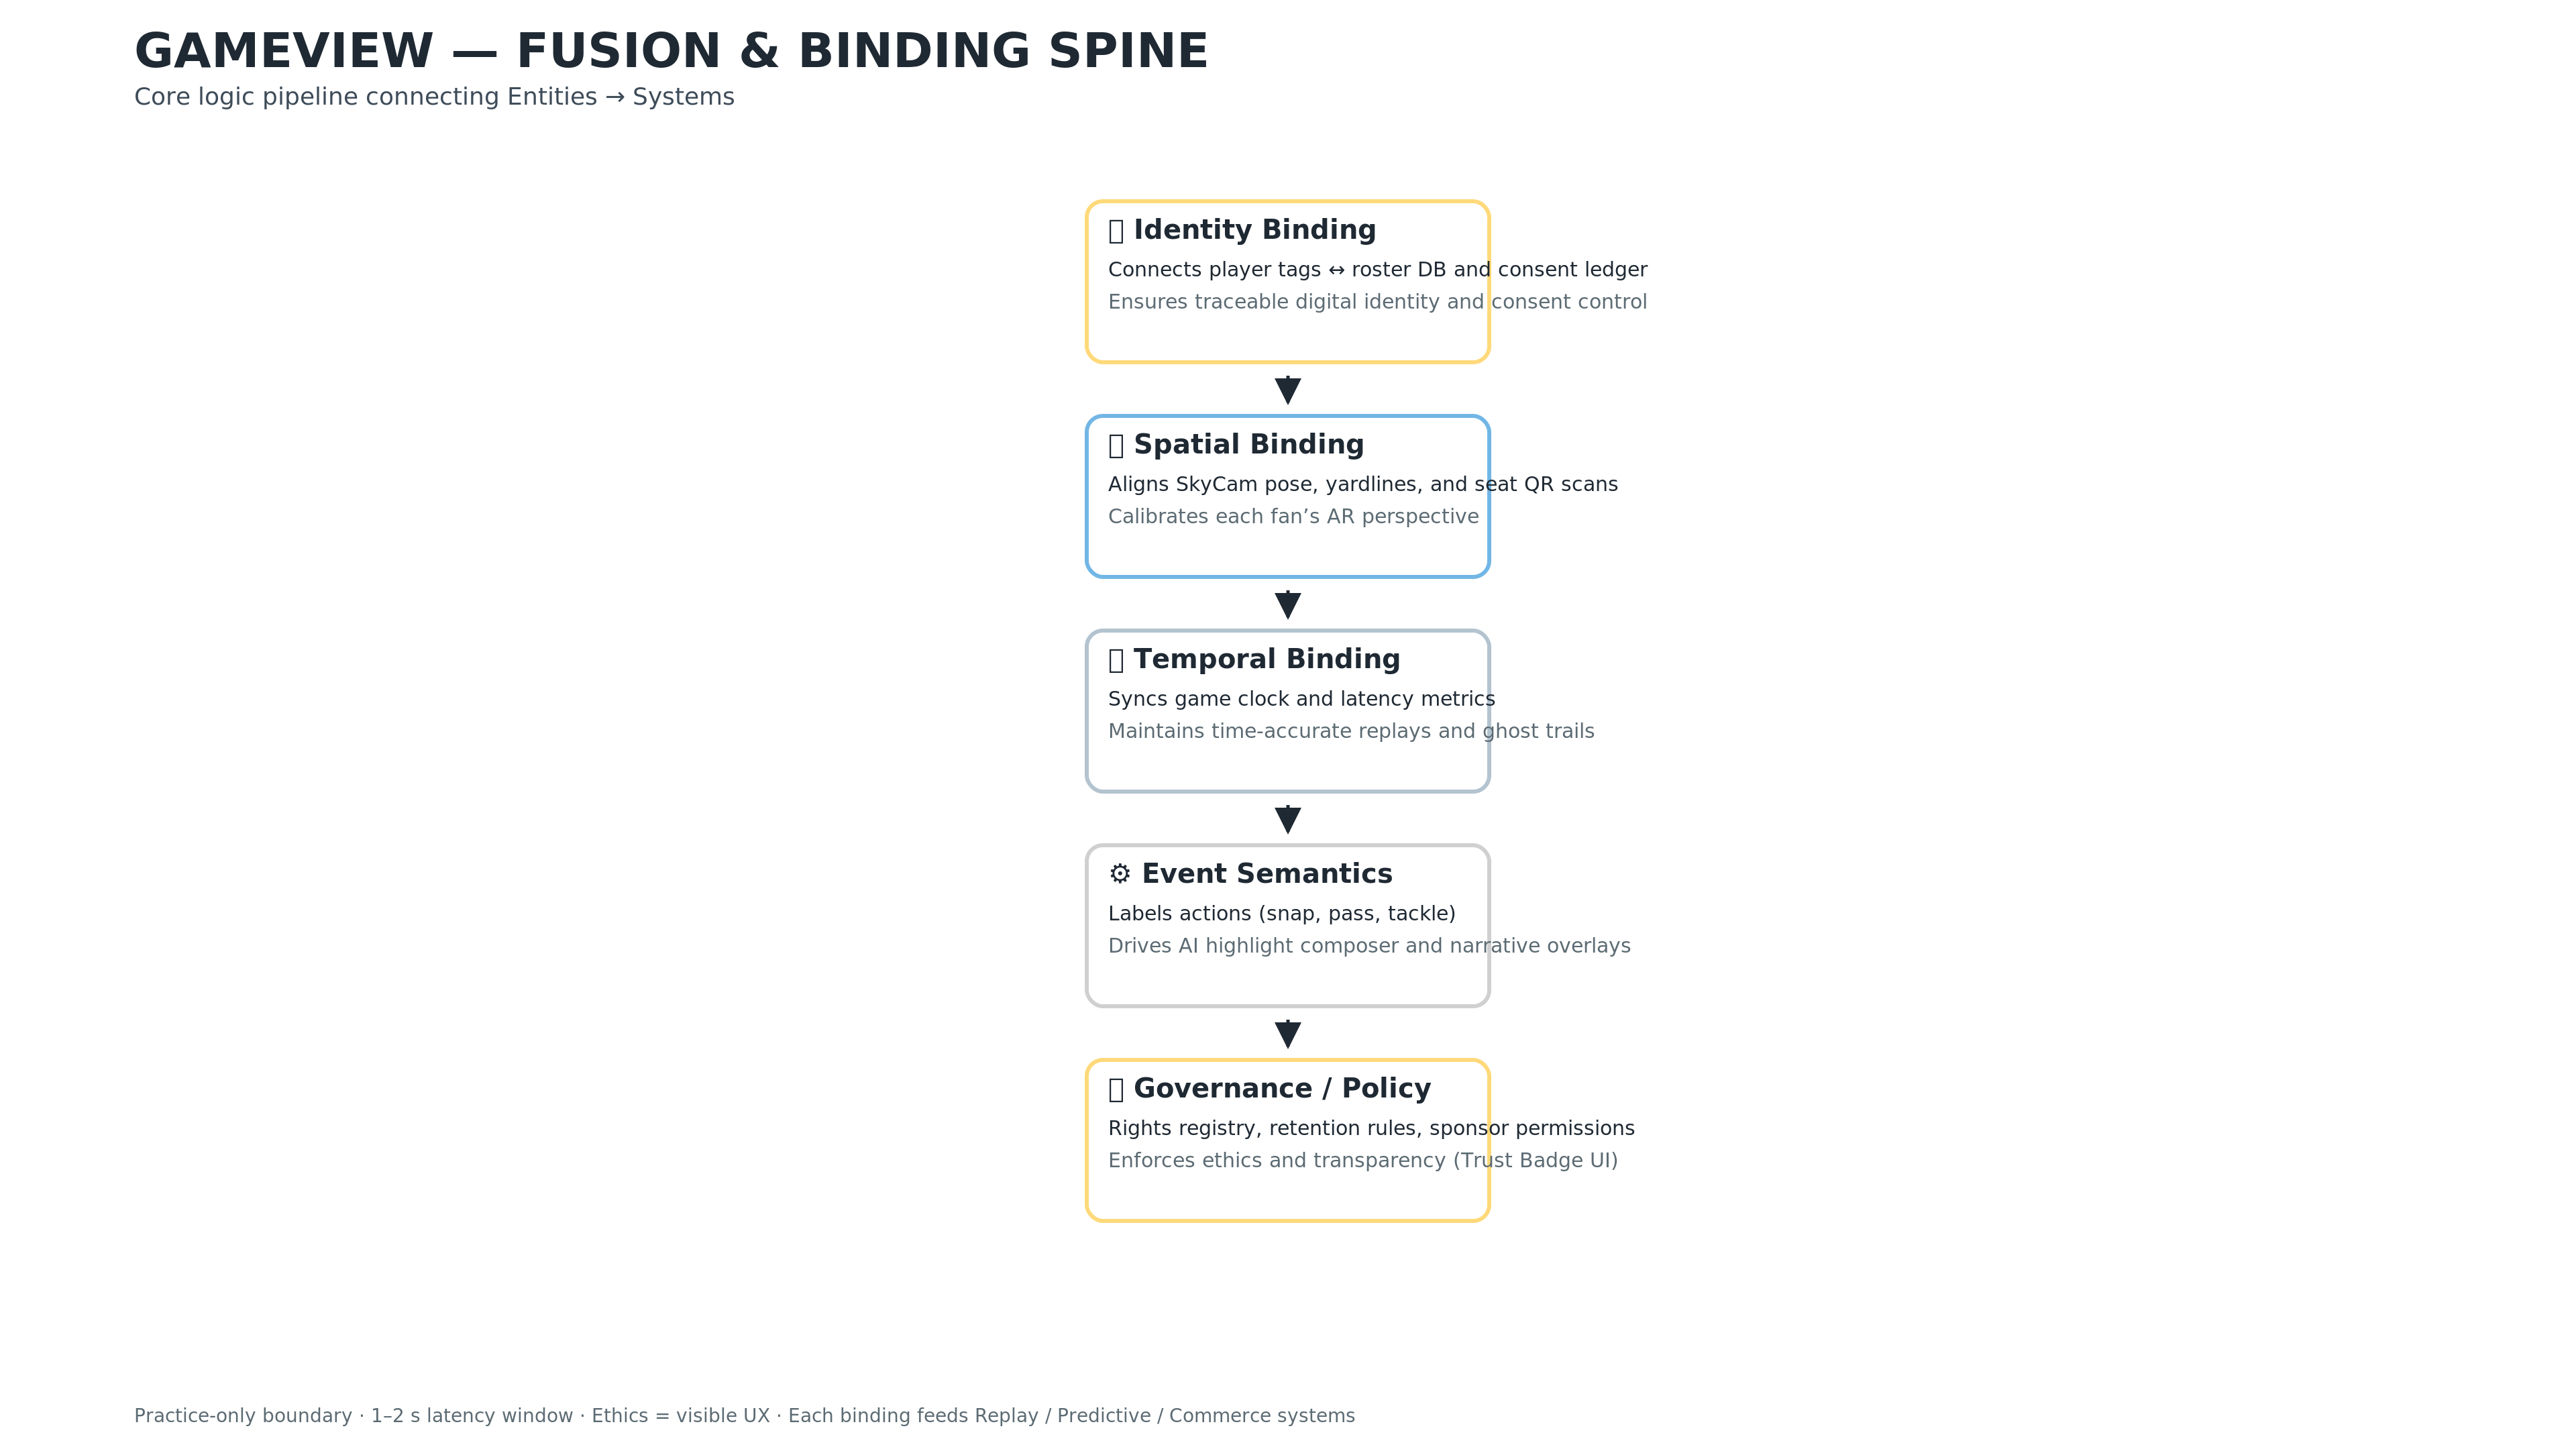 GAMEVIEW — FUSION & BINDING SPINE
Core logic pipeline connecting Entities → Systems
Identity Binding
Connects player tags ↔ roster DB and consent ledger
Ensures traceable digital identity and consent control
Spatial Binding
Aligns SkyCam pose, yardlines, and seat QR scans
Calibrates each fan’s AR perspective
Temporal Binding
Syncs game clock and latency metrics
Maintains time-accurate replays and ghost trails
⚙ Event Semantics
Labels actions (snap, pass, tackle)
Drives AI highlight composer and narrative overlays
Governance / Policy
Rights registry, retention rules, sponsor permissions
Enforces ethics and transparency (Trust Badge UI)
Practice-only boundary · 1–2 s latency window · Ethics = visible UX · Each binding feeds Replay / Predictive / Commerce systems